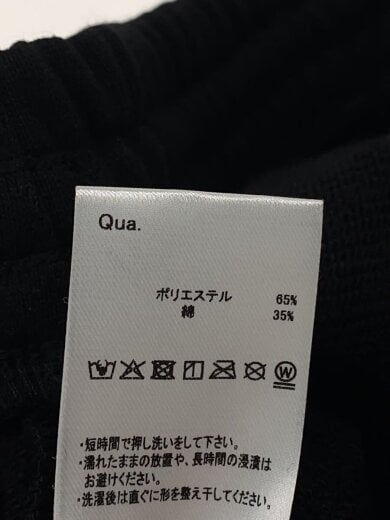 Qua.
ポリエステル 65%
綿 35%
W
・短時間で押し洗いをして下さい。
・濡れたままの放置や、長時間の浸漬は
お避けください。
・洗濯後は直ぐに形を整え干してください。